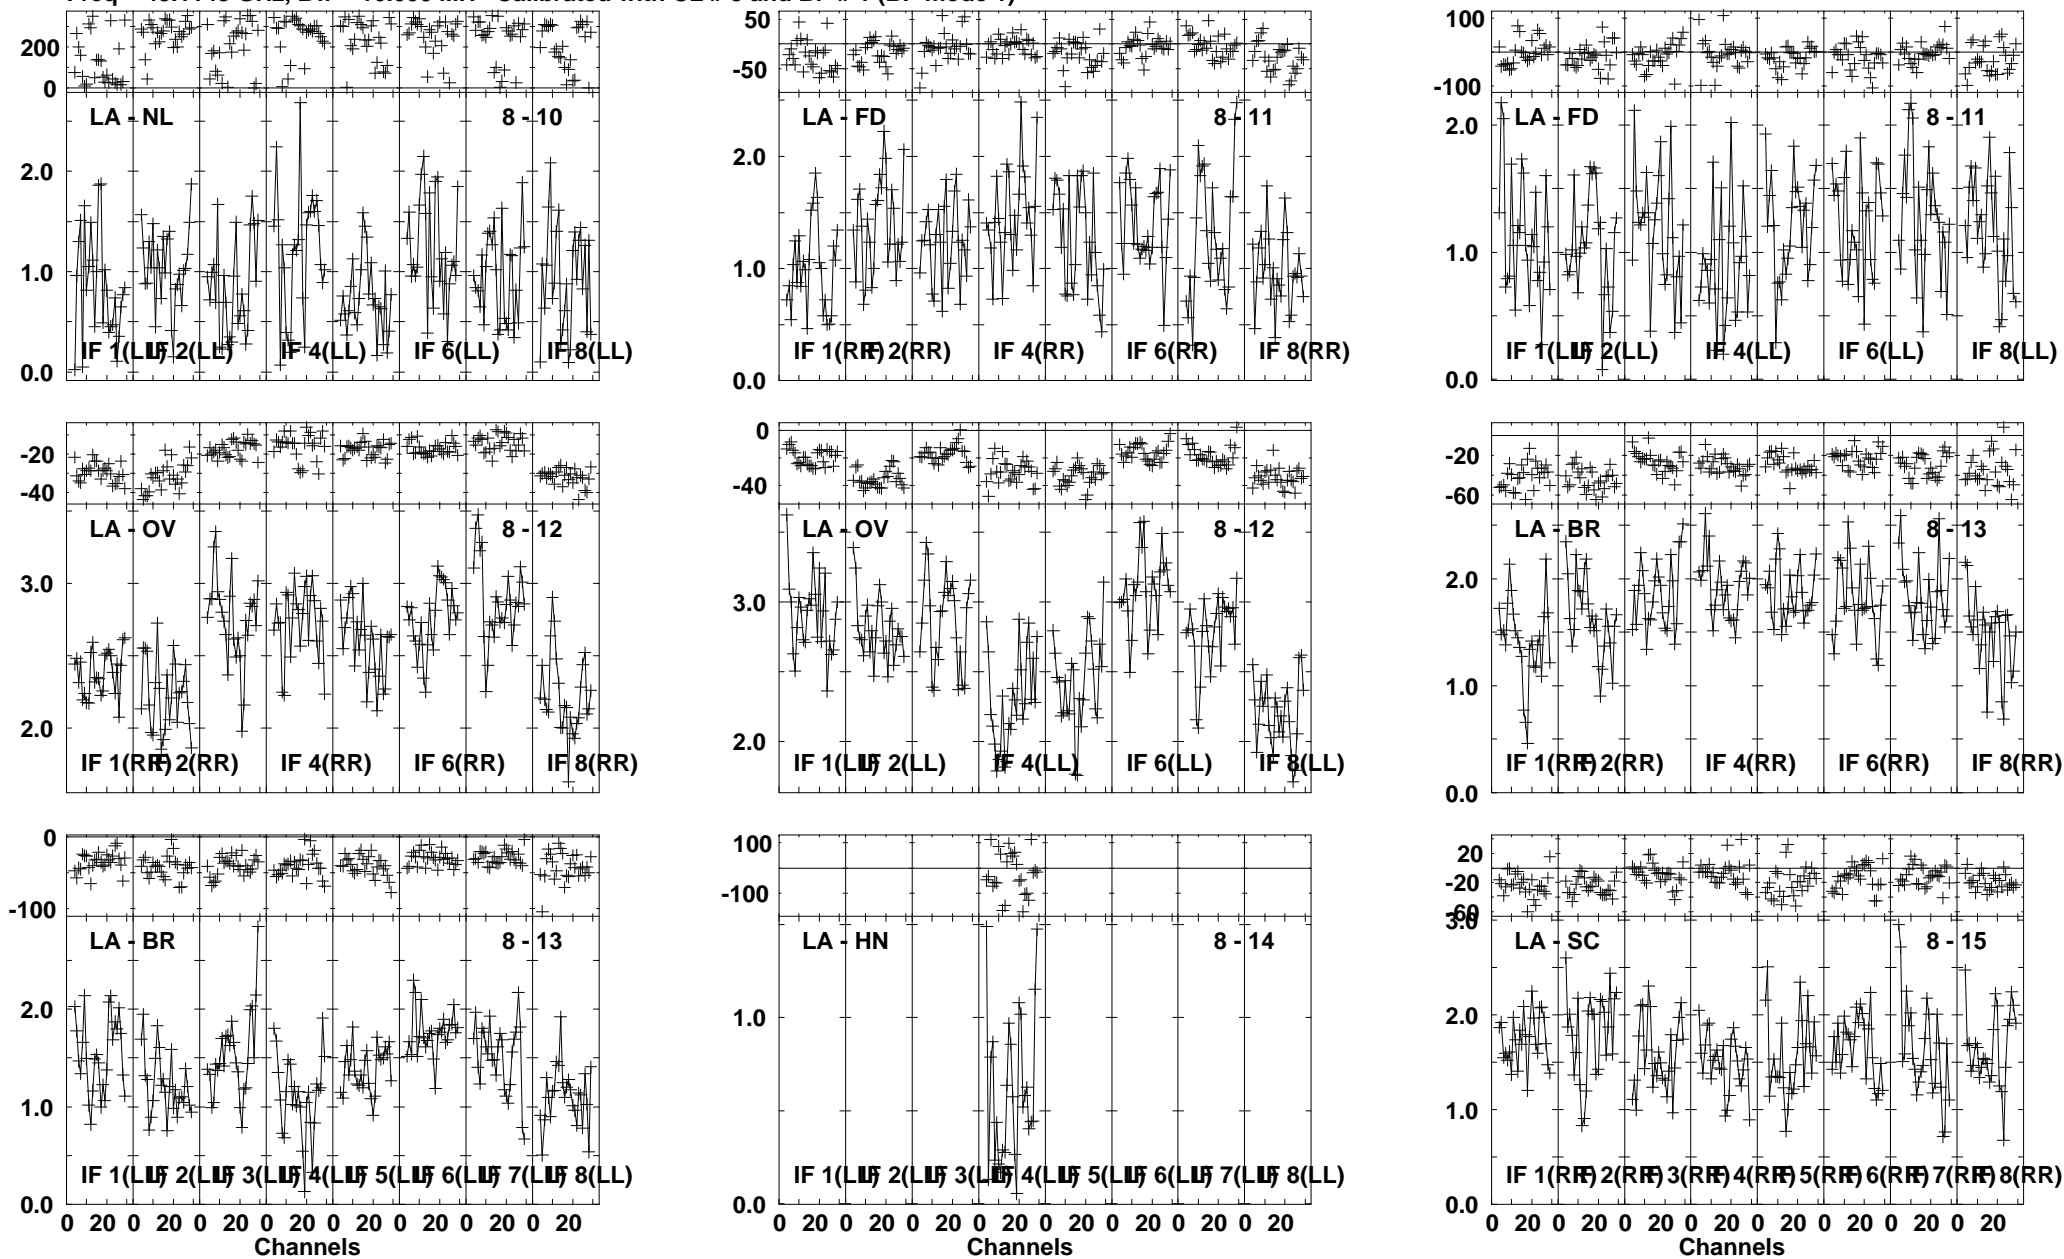 200
0
LA - NL 8 - 10
2.0
1.0
0.0
IF 1(LL) IF 2(LL) IF 4(LL) IF 6(LL) IF 8(LL)
50
-50
LA - FD 8 - 11
2.0
1.0
0.0
IF 1(RR) IF 2(RR) IF 4(RR) IF 6(RR) IF 8(RR)
100
-100
LA - FD 8 - 11
2.0
1.0
0.0
IF 1(LL) IF 2(LL) IF 4(LL) IF 6(LL) IF 8(LL)
-20
-40
LA - OV 8 - 12
3.0
2.0
IF 1(RR) IF 2(RR) IF 4(RR) IF 6(RR) IF 8(RR)
0
-40
LA - OV 8 - 12
3.0
2.0
IF 1(LL) IF 2(LL) IF 4(LL) IF 6(LL) IF 8(LL)
-20
-60
LA - BR 8 - 13
2.0
1.0
0.0
IF 1(RR) IF 2(RR) IF 4(RR) IF 6(RR) IF 8(RR)
0
-100
LA - BR 8 - 13
2.0
1.0
0.0
IF 1(LL) IF 2(LL) IF 3(LL) IF 4(LL) IF 5(LL) IF 6(LL) IF 7(LL) IF 8(LL)
0 20 0 20 0 20 0 20 0 20 0 20 0 20 0 20
Channels
100
-100
LA - HN 8 - 14
1.0
0.0
IF 1(LL) IF 2(LL) IF 3(LL) IF 4(LL) IF 5(LL) IF 6(LL) IF 7(LL) IF 8(LL)
0 20 0 20 0 20 0 20 0 20 0 20 0 20 0 20
Channels
20
-20
-60
3.0
LA - SC 8 - 15
2.0
1.0
0.0
IF 1(RR) IF 2(RR) IF 3(RR) IF 4(RR) IF 5(RR) IF 6(RR) IF 7(RR) IF 8(RR)
0 20 0 20 0 20 0 20 0 20 0 20 0 20 0 20
Channels